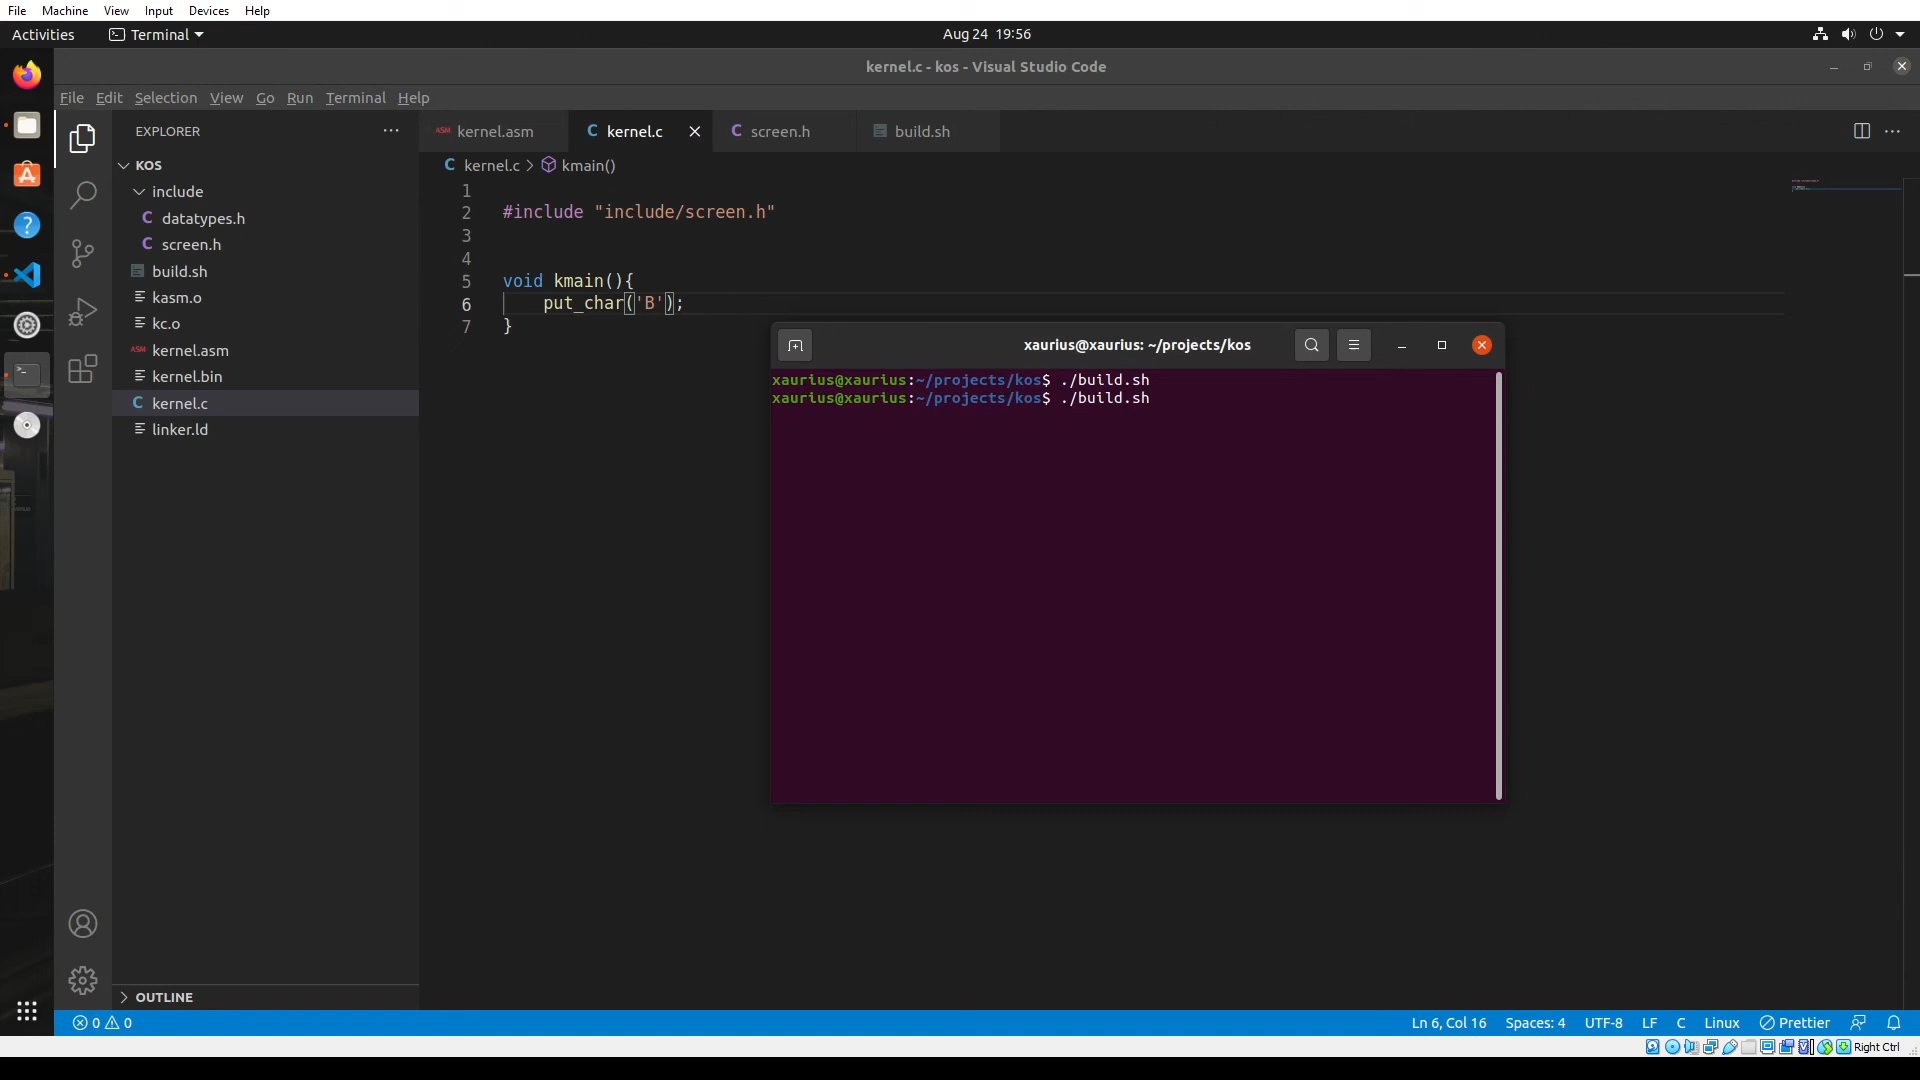 File Machine View Input Devices Help
Activities Terminal Aug 24 19:56
kernel.c - kos - Visual Studio Code
File Edit Selection View Go Run Terminal Help
EXPLORER
ASM kernel.asm C kernel.c C screen.h build.sh
KOS
C kernel.c > kmain()
include
C datatypes.h
C screen.h
build.sh
kasm.o
kc.o
ASM kernel.asm
kernel.bin
C kernel.c
linker.ld
1
2 #include "include/screen.h"
3
4
5 void kmain(){
6 put_char('B');
7 }
xaurius@xaurius: ~/projects/kos
xaurius@xaurius:~/projects/kos$ ./build.sh
xaurius@xaurius:~/projects/kos$ ./build.sh
OUTLINE
0 0 Ln 6, Col 16 Spaces: 4 UTF-8 LF C Linux Prettier
Right Ctrl